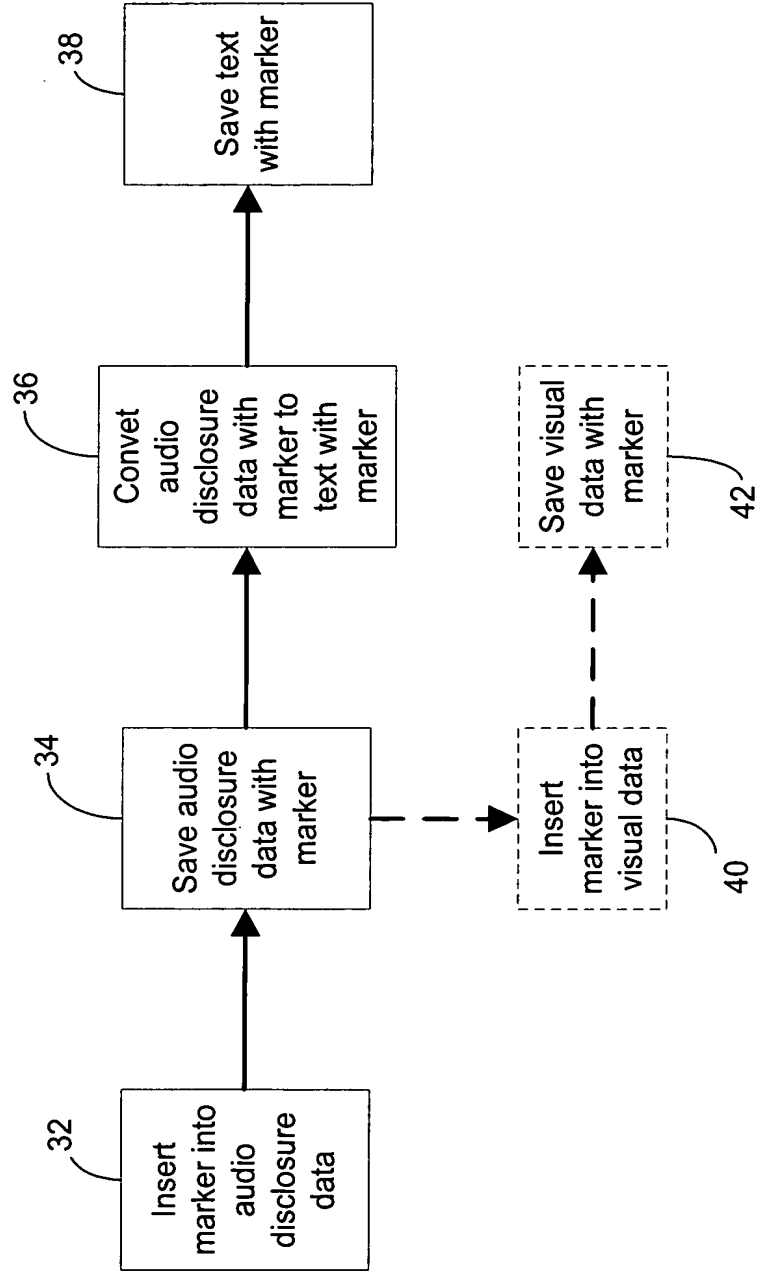 32
Insert
marker into
audio
disclosure
data
34
Save audio
disclosure
data with
marker
36
Convet
audio
disclosure
data with
marker to
text with
marker
38
Save text
with marker
Insert
marker into
visual data
40
Save visual
data with
marker
42